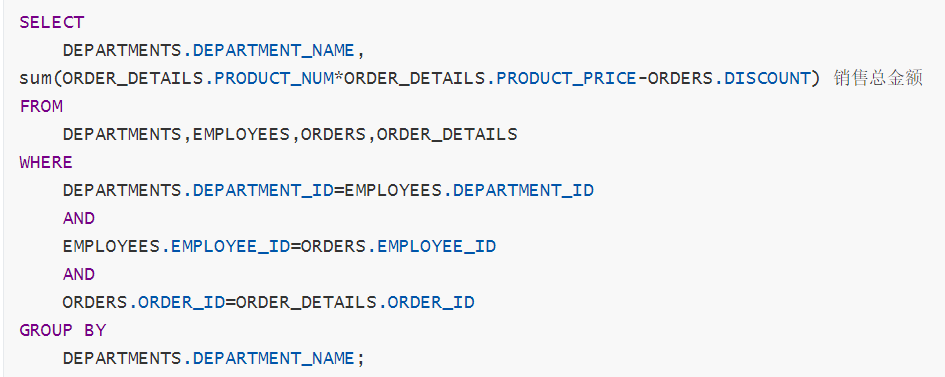 SELECT
DEPARTMENTS.DEPARTMENT_NAME,
sum(ORDER_DETAILS.PRODUCT_NUM*ORDER_DETAILS.PRODUCT_PRICE-ORDERS.DISCOUNT) 销售总金额
FROM
DEPARTMENTS,EMPLOYEES,ORDERS,ORDER_DETAILS
WHERE
DEPARTMENTS.DEPARTMENT_ID=EMPLOYEES.DEPARTMENT_ID
AND
EMPLOYEES.EMPLOYEE_ID=ORDERS.EMPLOYEE_ID
AND
ORDERS.ORDER_ID=ORDER_DETAILS.ORDER_ID
GROUP BY
DEPARTMENTS.DEPARTMENT_NAME;